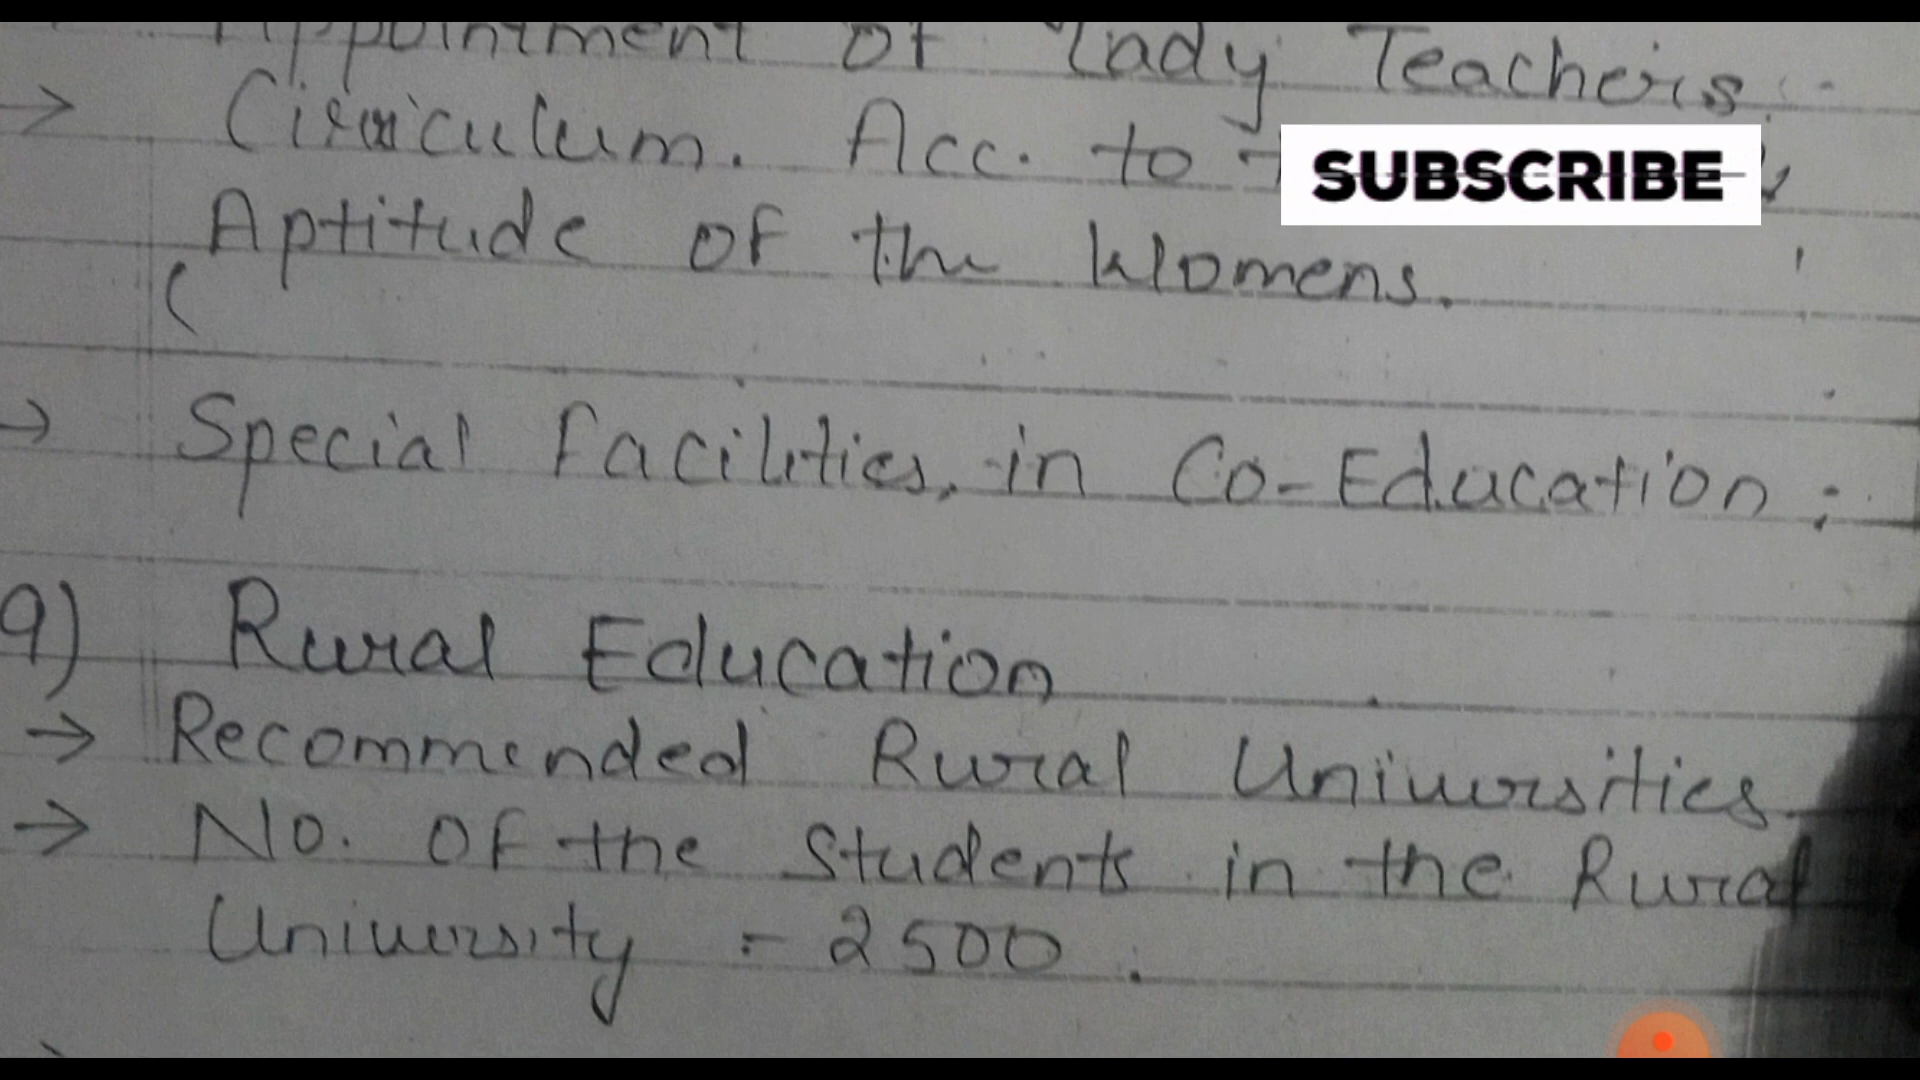 Appointment of Lady Teachers.
→ Ciruiculum. Acc. to
SUBSCRIBE
Aptitude of the Womens.
→ Special facilities, in Co-Education :
9) Rural Education
→ Recommended Rural Universities
→ No. Of the Students in the Rural
University = 2500.